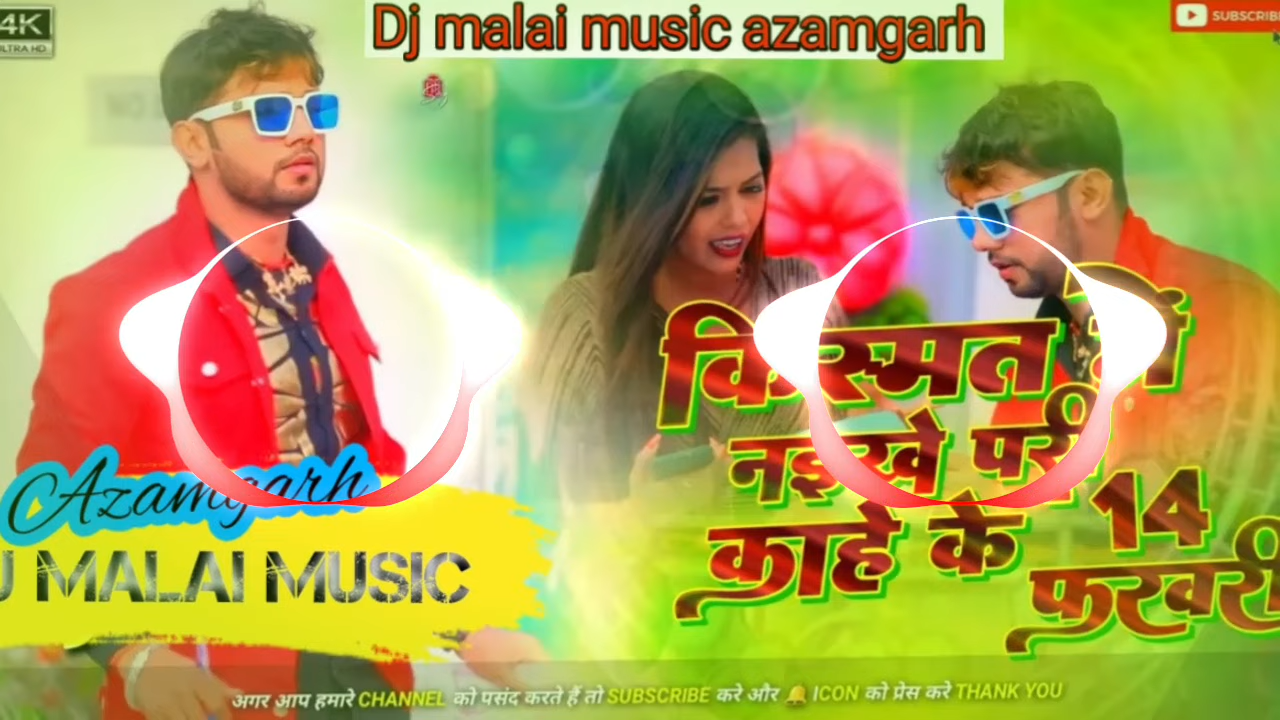 4K
ULTRA HD
Dj malai music azamgarh
SUBSCRIBE
Azamgarh
J MALAI MUSIC
किस्मत में
नइखे परी
काहे के 14
फरवरी
अगर आप हमारे CHANNEL को पसंद करते हैं तो SUBSCRIBE करे और ICON को प्रेस करे THANK YOU